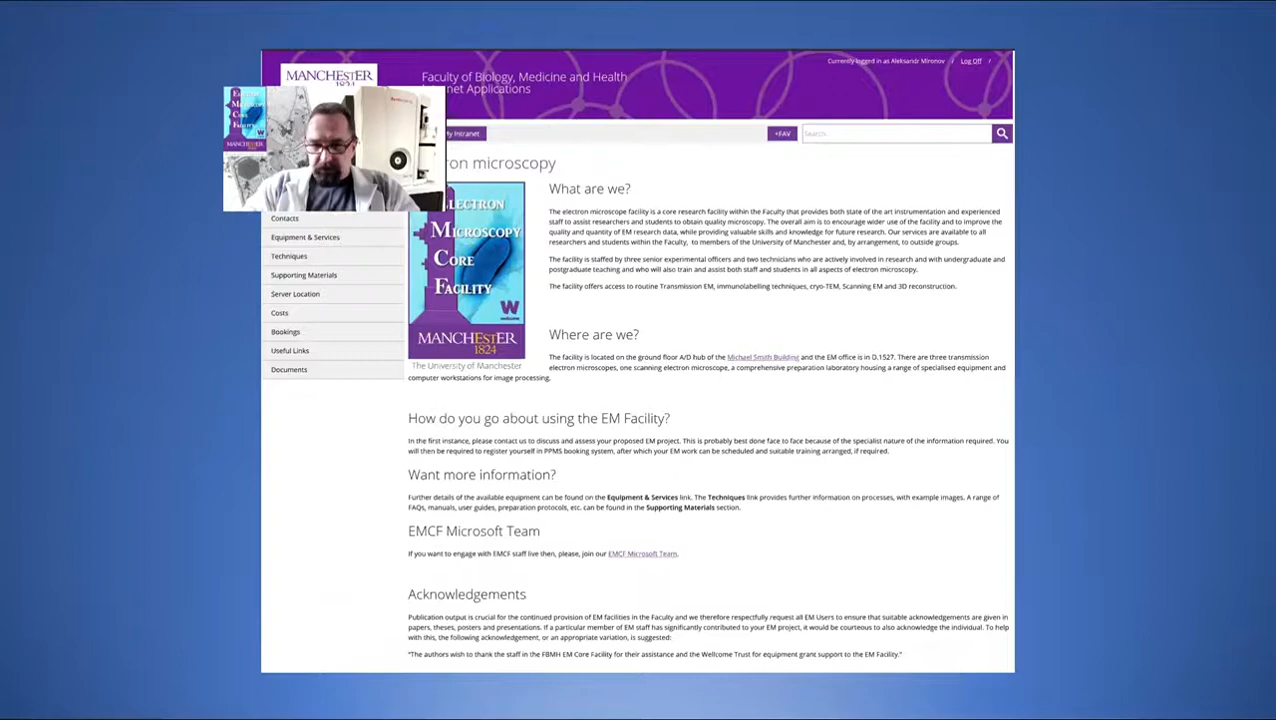 MANCHESTER
1824
Faculty of Biology, Medicine and Health
Currently logged in as Aleksandr Mironov / Log Off /
Applications
My Intranet
+FAV
Search...
microscopy
Contacts
Equipment & Services
Techniques
Supporting Materials
Server Location
Costs
Bookings
Useful Links
Documents
MICROSCOPY
CORE
FACILITY
W
wellcome
MANCHESTER
1824
The University of Manchester
What are we?
The electron microscope facility is a core research facility within the Faculty that provides both state of the art instrumentation and experienced
staff to assist researchers and students to obtain quality microscopy. The overall aim is to encourage wider use of the facility and to improve the
quality and quantity of EM research data, while providing valuable skills and knowledge for future research. Our services are available to all
researchers and students within the Faculty, to members of the University of Manchester and, by arrangement, to outside groups.
The facility is staffed by three senior experimental officers and two technicians who are actively involved in research and with undergraduate and
postgraduate teaching and who will also train and assist both staff and students in all aspects of electron microscopy.
The facility offers access to routine Transmission EM, immunolabelling techniques, cryo-TEM, Scanning EM and 3D reconstruction.
Where are we?
The facility is located on the ground floor A/D hub of the Michael Smith Building and the EM office is in D.1527. There are three transmission
electron microscopes, one scanning electron microscope, a comprehensive preparation laboratory housing a range of specialised equipment and
computer workstations for image processing.
How do you go about using the EM Facility?
In the first instance, please contact us to discuss and assess your proposed EM project. This is probably best done face to face because of the specialist nature of the information required. You
will then be required to register yourself in PPMS booking system, after which your EM work can be scheduled and suitable training arranged, if required.
Want more information?
Further details of the available equipment can be found on the Equipment & Services link. The Techniques link provides further information on processes, with example images. A range of
FAQs, manuals, user guides, preparation protocols, etc. can be found in the Supporting Materials section.
EMCF Microsoft Team
If you want to engage with EMCF staff live then, please, join our EMCF Microsoft Team.
Acknowledgements
Publication output is crucial for the continued provision of EM facilities in the Faculty and we therefore respectfully request all EM Users to ensure that suitable acknowledgements are given in
papers, theses, posters and presentations. If a particular member of EM staff has significantly contributed to your EM project, it would be courteous to also acknowledge the individual. To help
with this, the following acknowledgement, or an appropriate variation, is suggested:
"The authors wish to thank the staff in the FBMH EM Core Facility for their assistance and the Wellcome Trust for equipment grant support to the EM Facility."